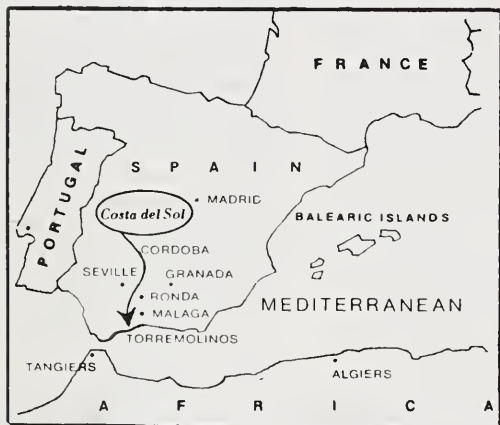 FRANCE
PORTUGAL
SPAIN
MADRID
Costa del Sol
BALEARIC ISLANDS
CORDOBA
SEVILLE
GRANADA
RONDA
MEDITERRANEAN
MALAGA
TORREMOLINOS
TANGIERS
ALGIERS
AFRICA